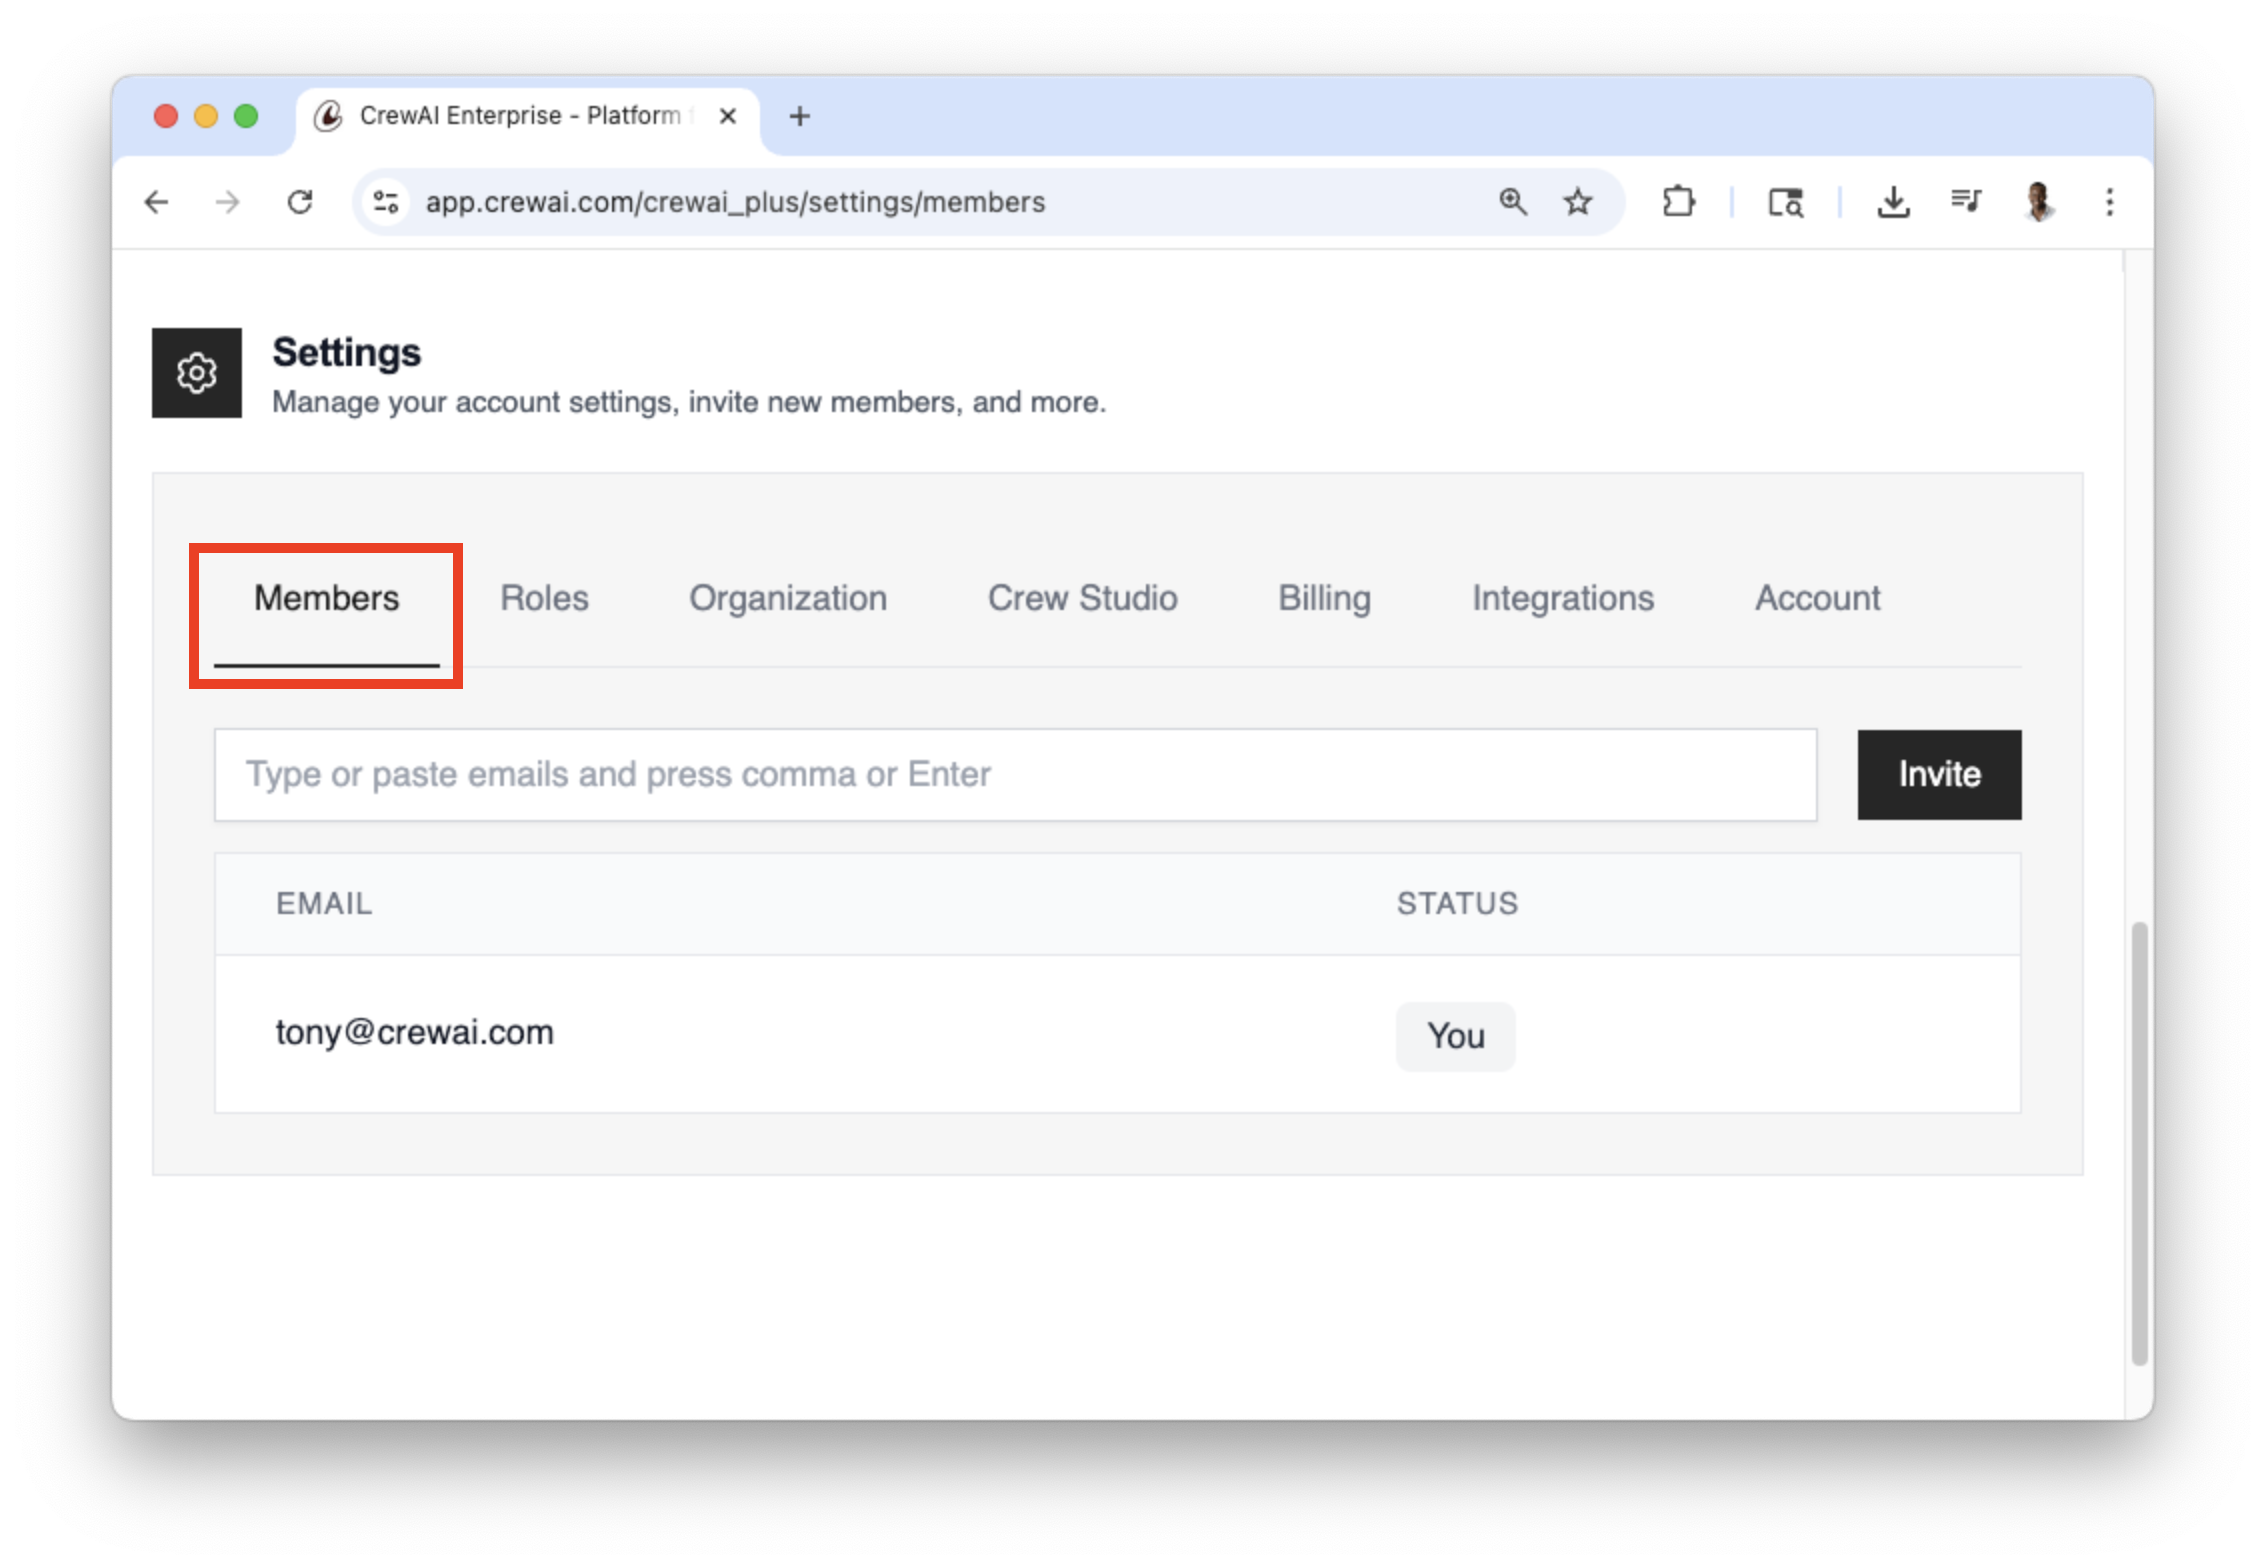 CrewAI Enterprise - Platform
app.crewai.com/crewai_plus/settings/members
Settings
Manage your account settings, invite new members, and more.
Members Roles Organization Crew Studio Billing Integrations Account
Type or paste emails and press comma or Enter Invite
EMAIL STATUS
tony@crewai.com You